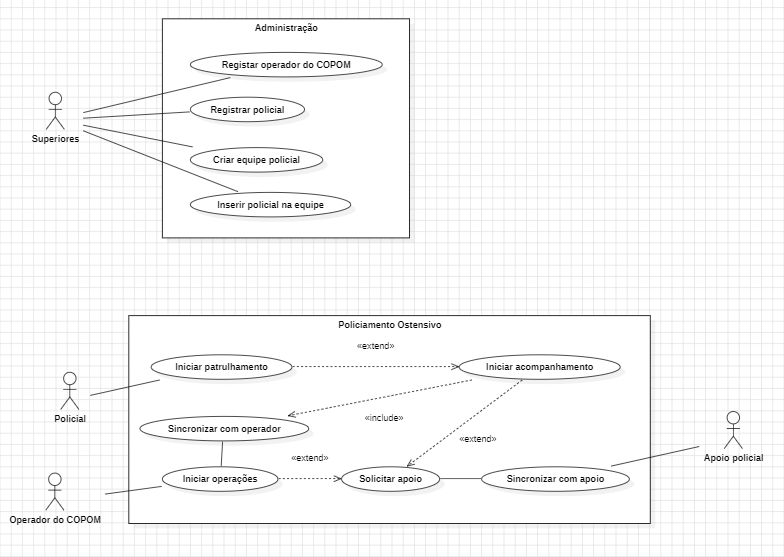 Administração
Registar operador do COPOM
Registrar policial
Superiores
Criar equipe policial
Inserir policial na equipe
Policiamento Ostensivo
«extend»
Iniciar patrulhamento
Iniciar acompanhamento
Policial
«include»
Sincronizar com operador
«extend»
Apoio policial
«extend»
Iniciar operações
Solicitar apoio
Sincronizar com apoio
Operador do COPOM